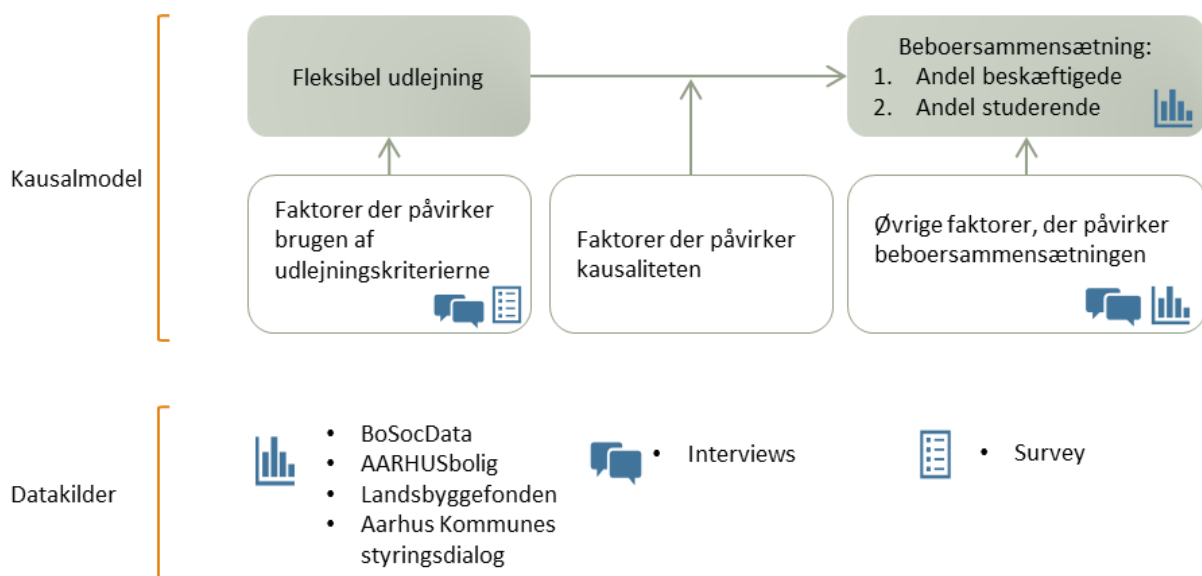 Kausalmodel
Fleksibel udlejning
Beboersammensætning:
1. Andel beskæftigede
2. Andel studerende
Faktorer der påvirker
brugen af
udlejningskriterierne
Faktorer der påvirker
kausaliteten
Øvrige faktorer, der påvirker
beboersammensætningen
Datakilder
• BoSocData
• AARHUSbolig
• Landsbyggefonden
• Aarhus Kommunes
styringsdialog
• Interviews
• Survey